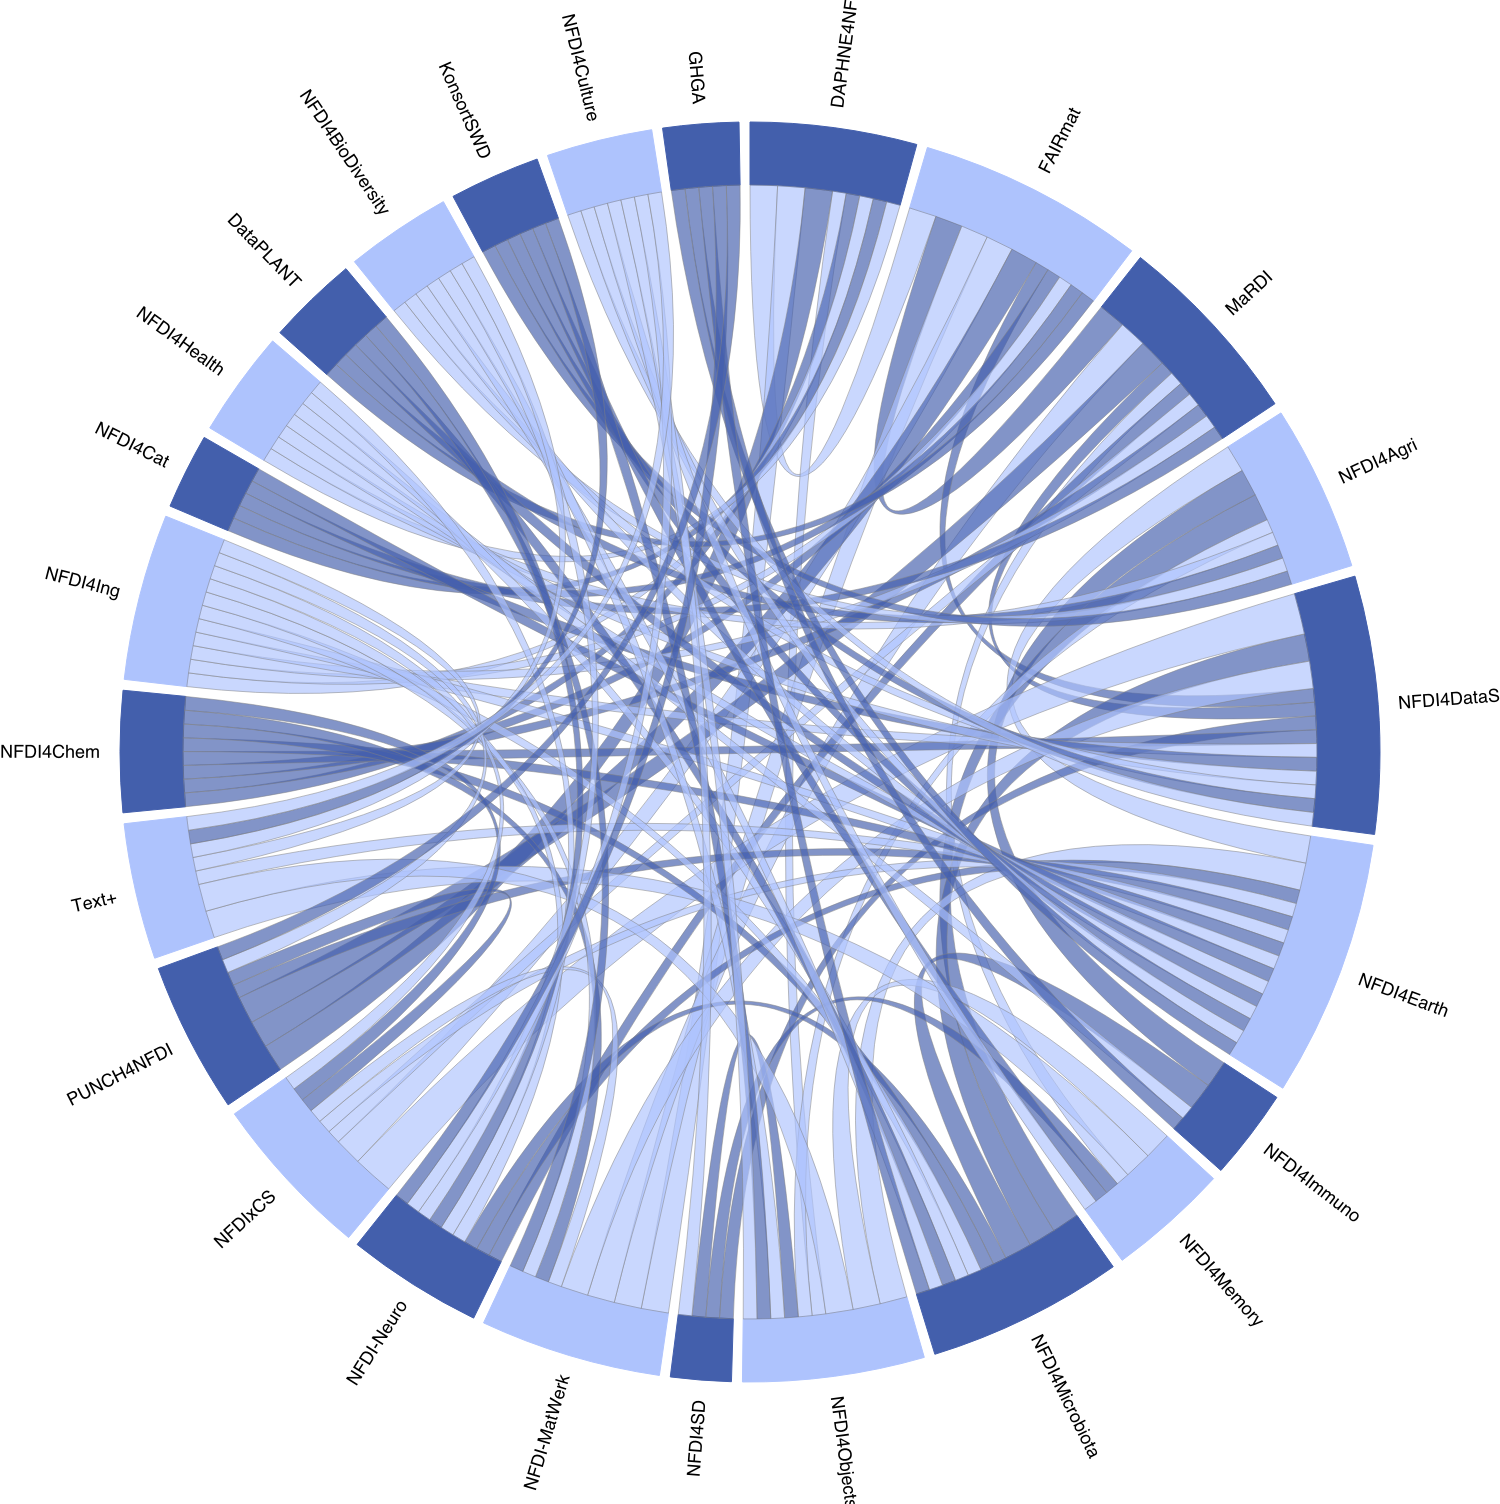 DAPHNE4NF
FAIRmat
MaRDI
NFDI4Agri
NFDI4DataS
NFDI4Earth
NFDI4Immuno
NFDI4Memory
NFDI4Microbiota
NFDI4Objects
NFDI4SD
NFDI-MatWerk
NFDI-Neuro
NFDIxCS
PUNCH4NFDI
Text+
NFDI4Chem
NFDI4Ing
NFDI4Cat
NFDI4Health
DataPLANT
NFDI4BioDiversity
KonsortSWD
NFDI4Culture
GHGA